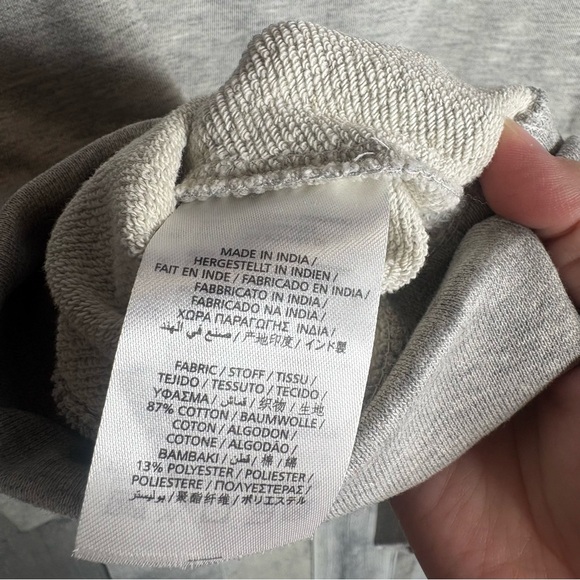 MADE IN INDIA /
HERGESTELLT IN INDIEN /
FAIT EN INDE / FABRICADO EN INDIA /
FABBRICATO IN INDIA /
FABRICADO NA INDIA /
ΧΩΡΑ ΠΑΡΑΓΩΓΗΣ ΙΝΔΙΑ /
صنع في الهند / 产地印度 / インド製
FABRIC / STOFF / TISSU /
TEJIDO / TESSUTO / TECIDO /
ΥΦΑΣΜΑ / قماش / 织物 / 生地
87% COTTON / BAUMWOLLE /
COTON / ALGODON /
COTONE / ALGODÃO /
BAMBAKI / قطن / 棉 / 綿
13% POLYESTER / POLYESTER /
POLIESTERE / ΠΟΛΥΕΣΤΕΡΑΣ /
بوليستر / 聚酯纤维 / ポリエステル